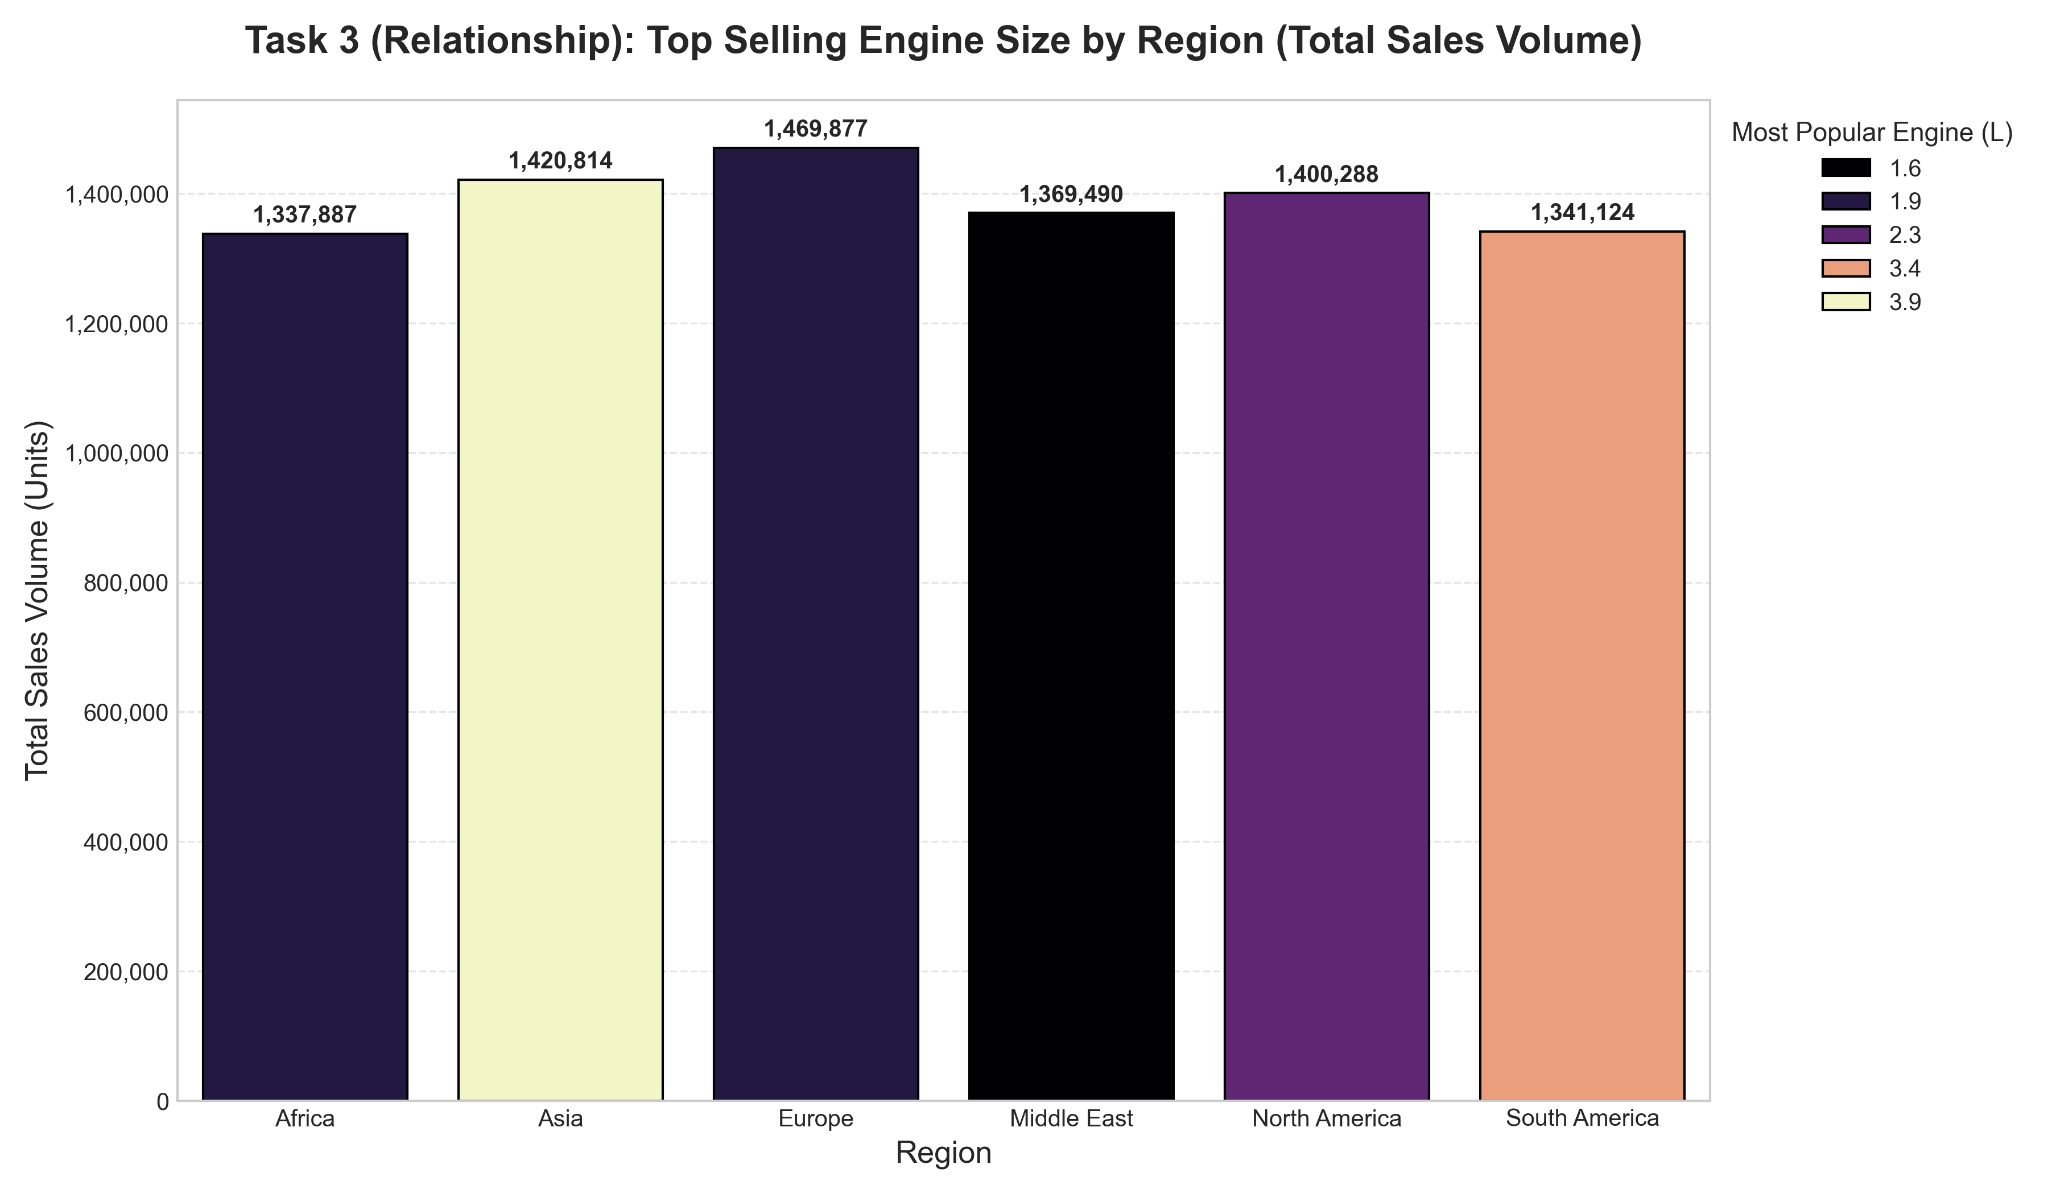 Task 3 (Relationship): Top Selling Engine Size by Region (Total Sales Volume)
Total Sales Volume (Units)
1,400,000
1,200,000
1,000,000
800,000
600,000
400,000
200,000
0
1,337,887
1,420,814
1,469,877
1,369,490
1,400,288
1,341,124
Africa
Asia
Europe
Middle East
North America
South America
Region
Most Popular Engine (L)
1.6
1.9
2.3
3.4
3.9